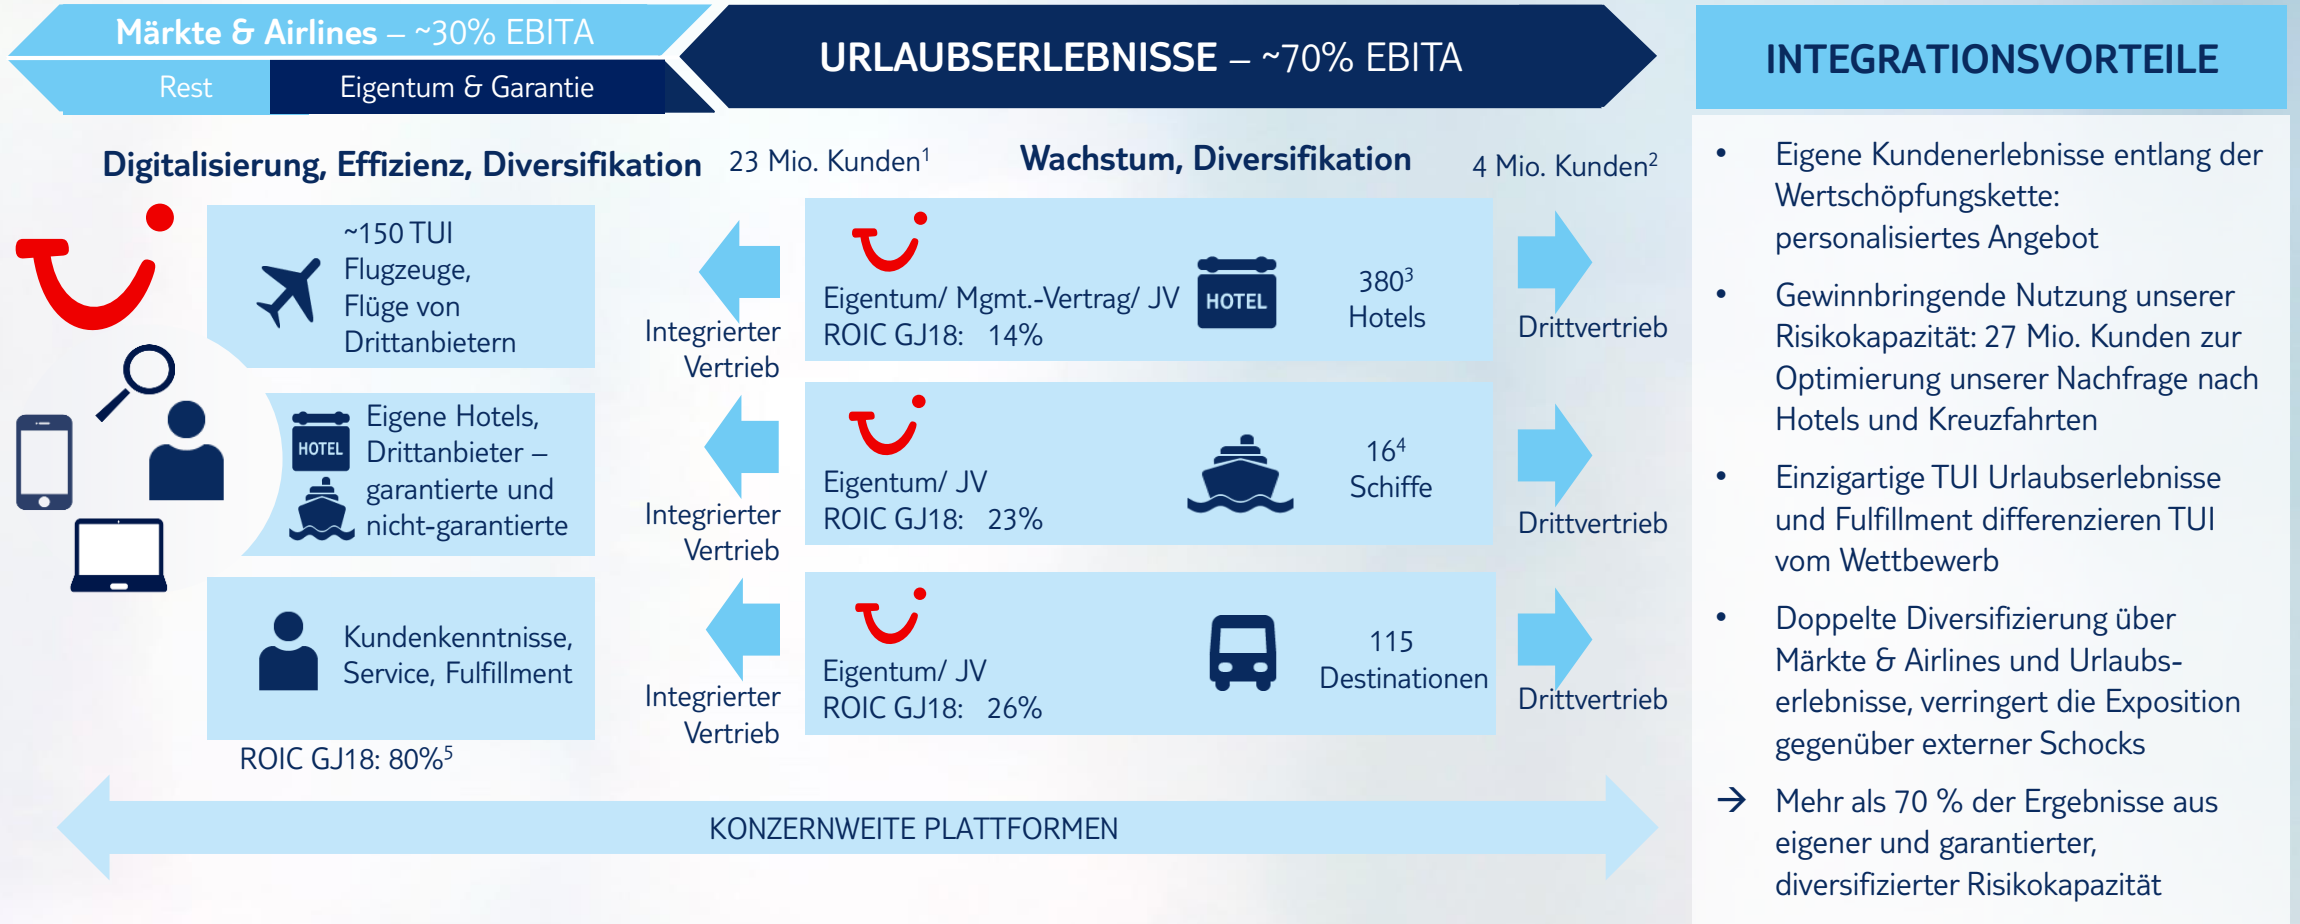 Märkte & Airlines – ~30% EBITA
Rest
Eigentum & Garantie
URLAUBSERLEBNISSE – ~70% EBITA
Digitalisierung, Effizienz, Diversifikation
23 Mio. Kunden¹
Wachstum, Diversifikation
4 Mio. Kunden²
~150 TUI
Flugzeuge,
Flüge von
Drittanbietern
HOTEL
Eigene Hotels,
Drittanbieter –
garantierte und
nicht-garantierte
Kundenkenntnisse,
Service, Fulfillment
ROIC GJ18: 80%⁵
Integrierter
Vertrieb
Eigentum/ Mgmt.-Vertrag/ JV
ROIC GJ18: 14%
HOTEL
380³
Hotels
Drittvertrieb
Integrierter
Vertrieb
Eigentum/ JV
ROIC GJ18: 23%
16⁴
Schiffe
Drittvertrieb
Integrierter
Vertrieb
Eigentum/ JV
ROIC GJ18: 26%
115
Destinationen
Drittvertrieb
KONZERNWEITE PLATTFORMEN
INTEGRATIONSVORTEILE
• Eigene Kundenerlebnisse entlang der
Wertschöpfungskette:
personalisiertes Angebot
• Gewinnbringende Nutzung unserer
Risikokapazität: 27 Mio. Kunden zur
Optimierung unserer Nachfrage nach
Hotels und Kreuzfahrten
• Einzigartige TUI Urlaubserlebnisse
und Fulfillment differenzieren TUI
vom Wettbewerb
• Doppelte Diversifizierung über
Märkte & Airlines und Urlaubs-
erlebnisse, verringert die Exposition
gegenüber externer Schocks
→ Mehr als 70 % der Ergebnisse aus
eigener und garantierter,
diversifizierter Risikokapazität